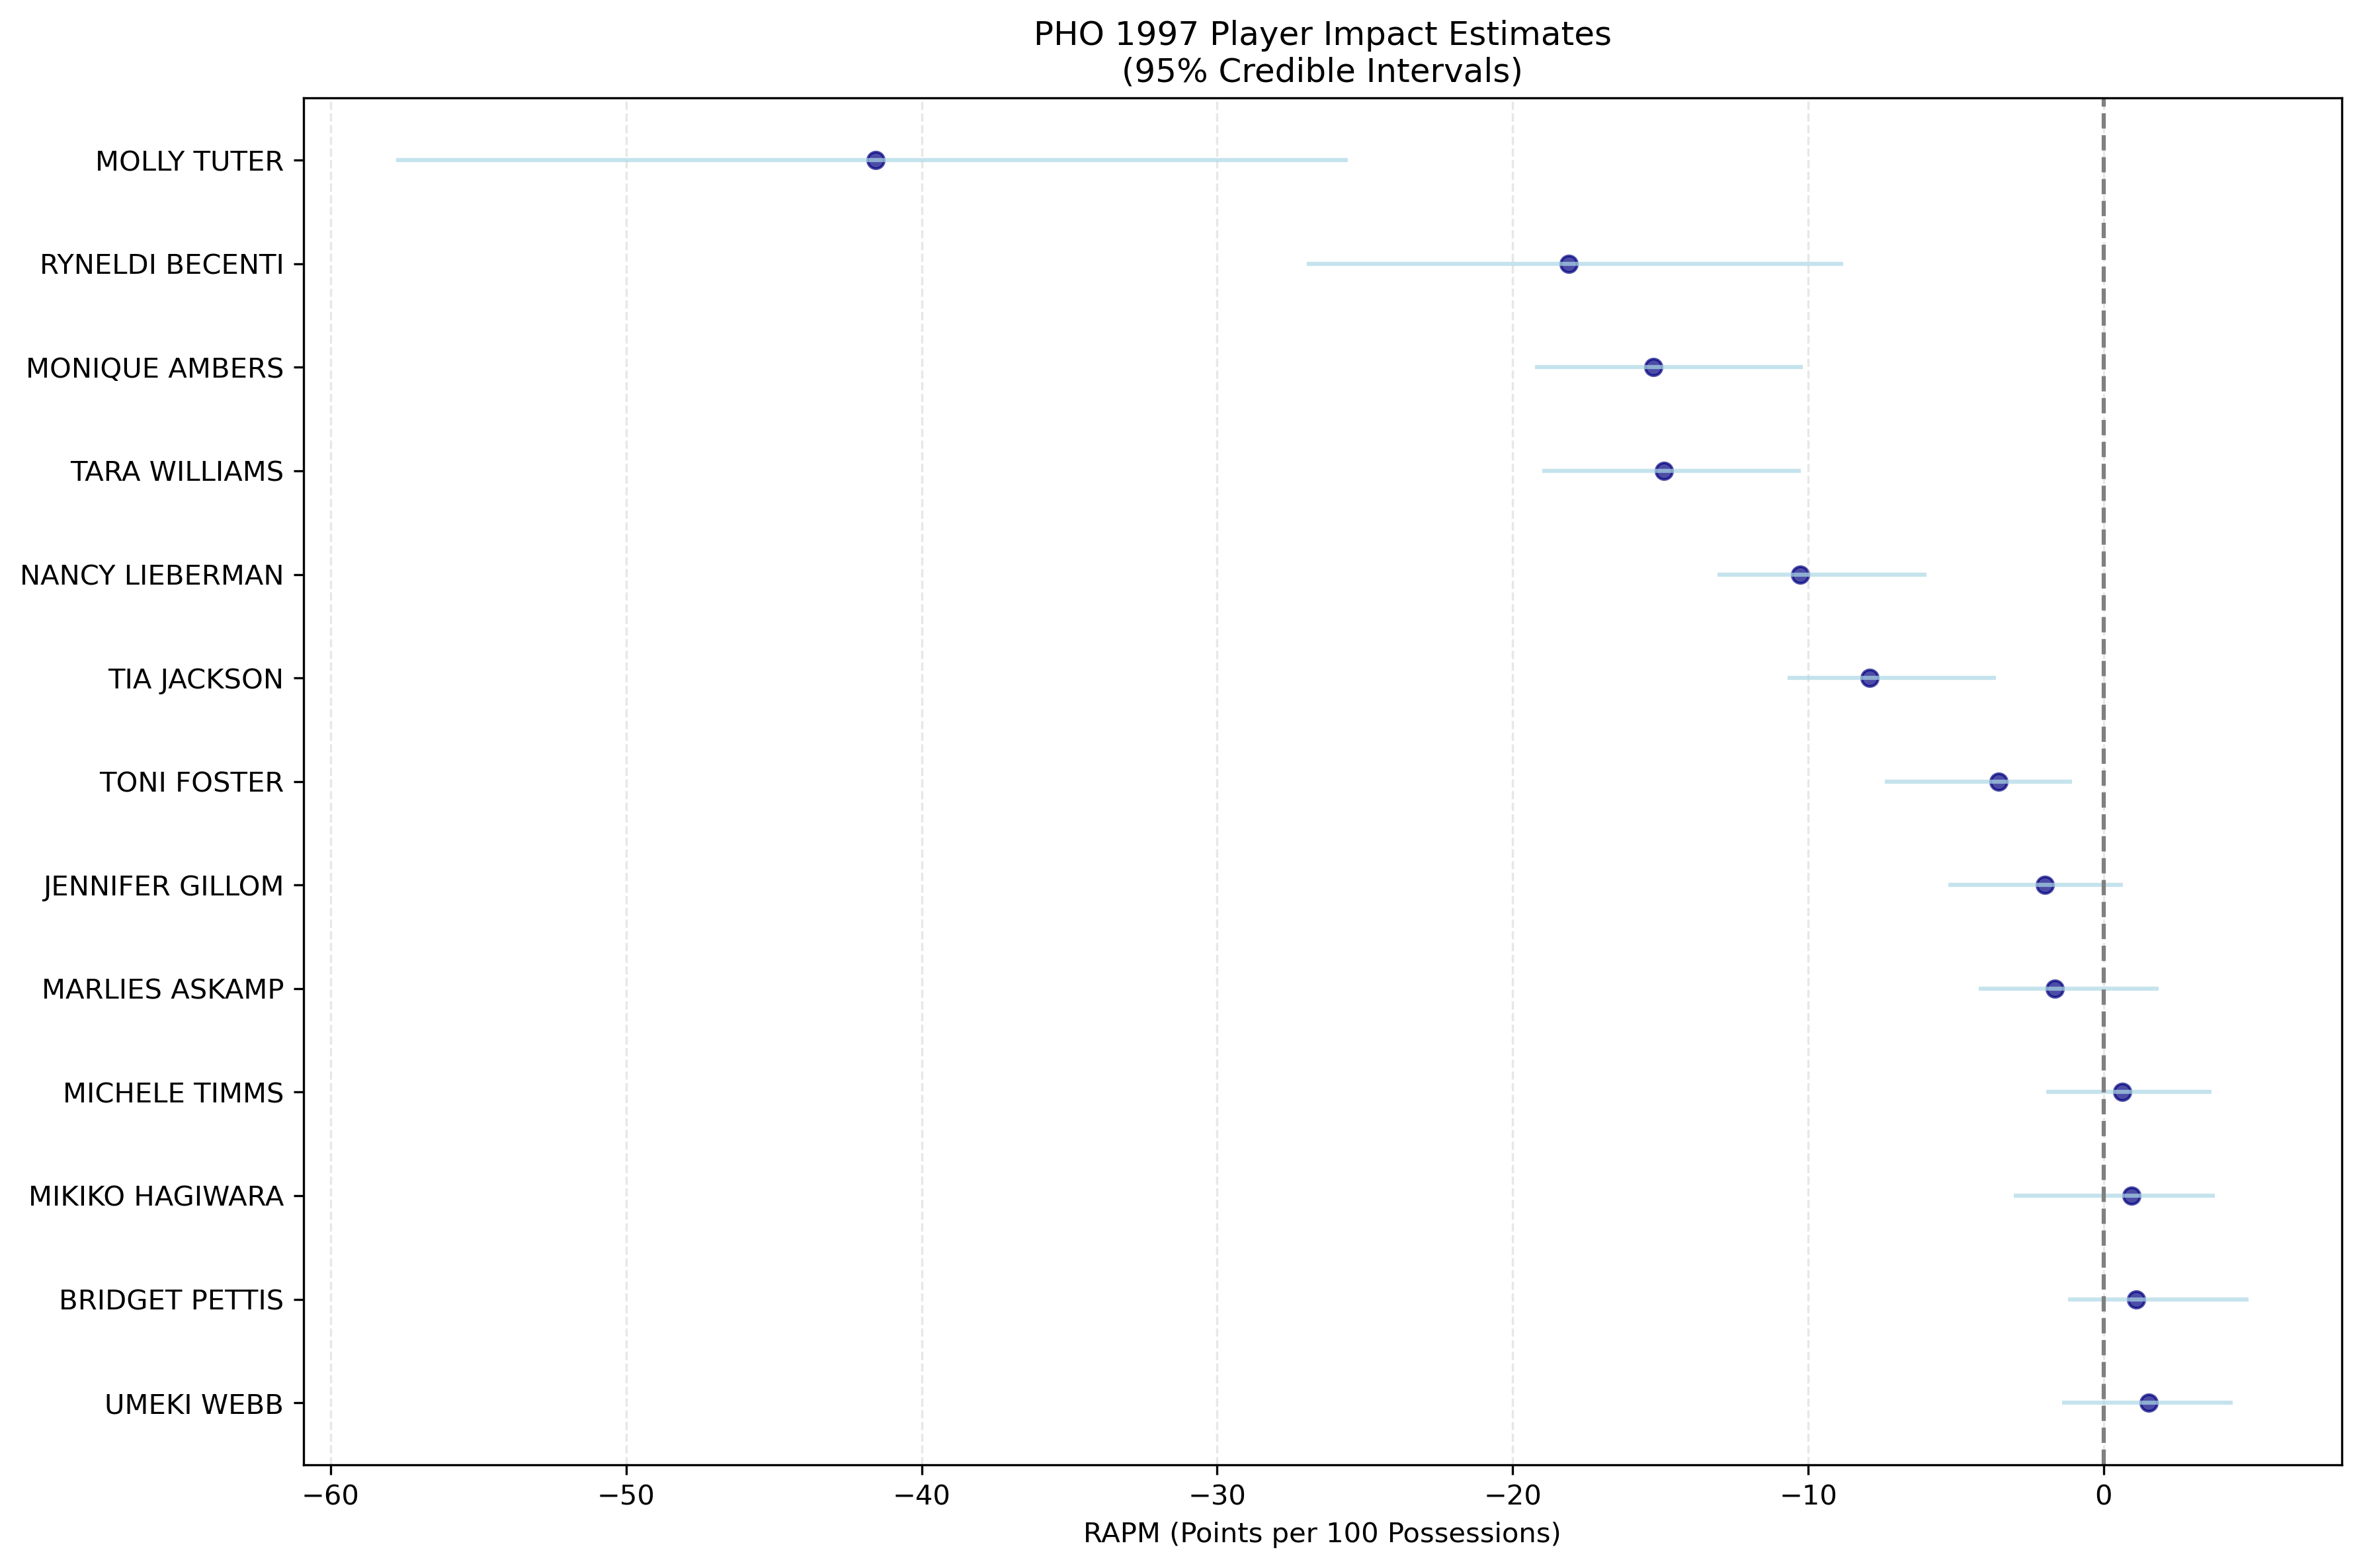 PHO 1997 Player Impact Estimates
(95% Credible Intervals)
MOLLY TUTER
RYNELDI BECENTI
MONIQUE AMBERS
TARA WILLIAMS
NANCY LIEBERMAN
TIA JACKSON
TONI FOSTER
JENNIFER GILLOM
MARLIES ASKAMP
MICHELE TIMMS
MIKIKO HAGIWARA
BRIDGET PETTIS
UMEKI WEBB
−60 −50 −40 −30 −20 −10 0
RAPM (Points per 100 Possessions)